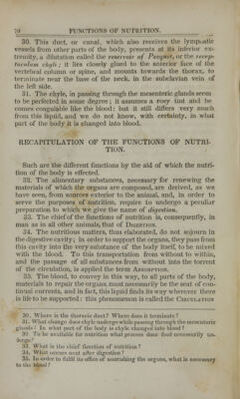 70 FUNCTIONS OF NUTRITION.
30. This duct, or canal, which also receives the lymphatic
vessels from other parts of the body, presents at its inferior ex-
tremity, a dilatation called the reservoir of Pecquet, or the recep-
taculum chyli; it lies closely glued to the anterior face of the
vertebral column or spine, and mounts towards the thorax, to
terminate near the base of the neck, in the subclavian vein of
the left side.
31. The chyle, in passing through the mesenteric glands seems
to be perfected in some degree; it assumes a rosy tint and be
comes coagulable like the blood: but it still differs very much
from this liquid, and we do not know, with certainty, in what
part of the body it is changed into blood.
RECAPITULATION OF THE FUNCTIONS OF NUTRI-
TION.
Such are the different functions by the aid of which the nutri-
tion of the body is effected.
32. The alimentary substances, necessary for renewing the
materials of which the organs are composed, are derived, as we
have seen, from sources exterior to the animal, and, in order to
serve the purposes of nutrition, require to undergo a peculiar
preparation to which we give the name of digestion.
33. The chief of the functions of nutrition is, consequently, in
man as in all other animals, that of DIGESTION.
34. The nutritious matters, thus elaborated, do not sojourn in
the digestive cavity; in order to support the organs, they pass from
this cavity into the very substance of the body itself, to be mixed
with the blood. To this transportation from without to within,
and the passage of all substances from without into the torrent
of the circulation, is applied the term ABSORPTION.
35. The blood, to convey in this way, to all parts of the body,
materials to repair the organs, must necessarily be the seat of con-
tinual currents, and in fact, this liquid finds its way wherever there
is life to be supported: this phenomenon is called the CIRCULATION
30. Where is the thoracic duct? Where does it terminate?
31. What change does chyle undergo while passing through the mesenteric
glands? In what part of the body is chyle changed into blood?
32. To be available for nutrition what process does food necessarily un-
dergo?
33. What is the chief function of nutrition?
34. What occurs next after digestion?
35. In order to fulfil its office of nourishing the organs, what is necessary
to the blood?